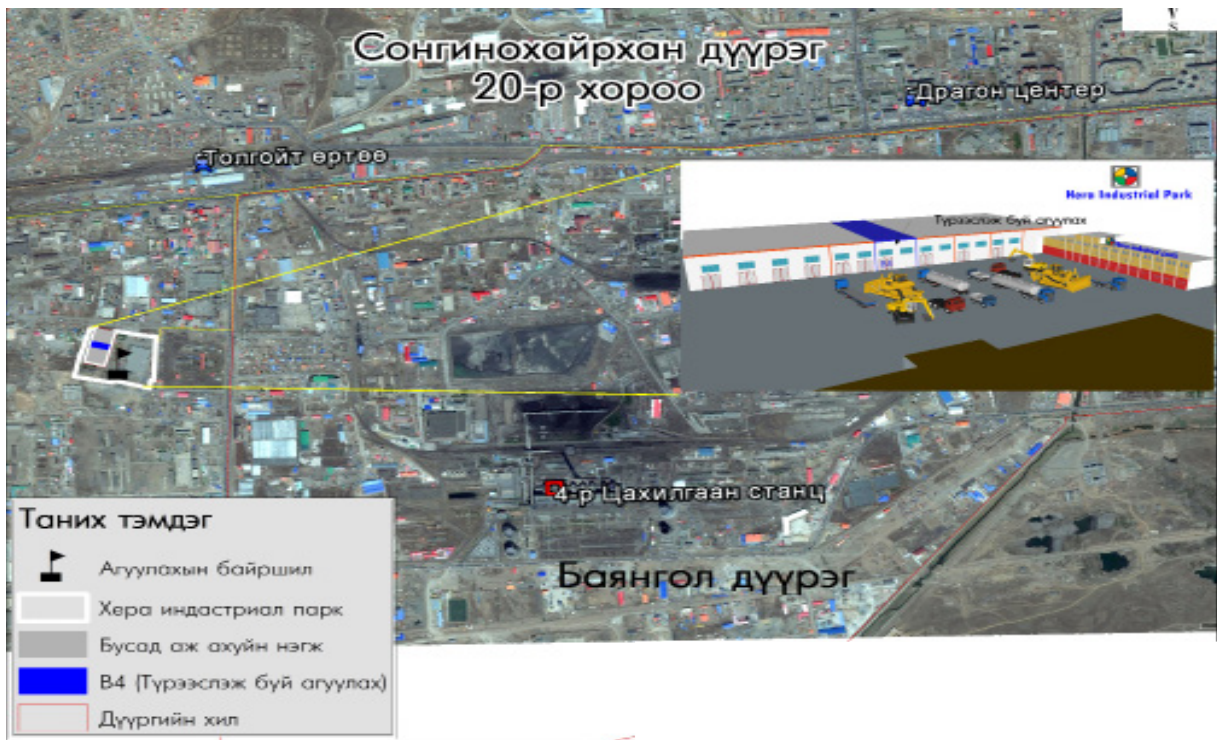 S
Сонгинохайрхан дүүрэг
20-р хороо
Драгон центер
Толгойт өртөө
Hera Industrial Park
Түрээслэж буй агуулах
4-р Цахилгаан станц
Баянгол дүүрэг
Таних тэмдэг
Агуулахын байршил
Хера индастриал парк
Бусад аж ахуйн нэгж
B4 (Түрээслэж буй агуулах)
Дүүргийн хил